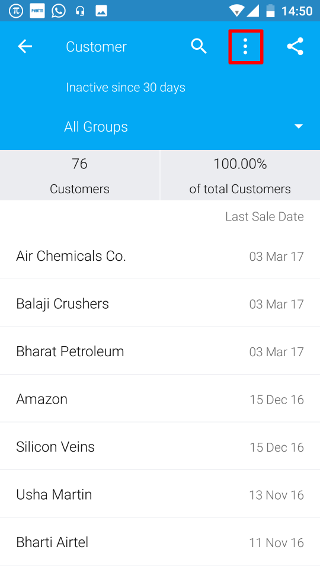 14:50
Customer
Inactive since 30 days
All Groups
76 100.00%
Customers of total Customers
Last Sale Date
Air Chemicals Co. 03 Mar 17
Balaji Crushers 03 Mar 17
Bharat Petroleum 03 Mar 17
Amazon 15 Dec 16
Silicon Veins 15 Dec 16
Usha Martin 13 Nov 16
Bharti Airtel 11 Nov 16